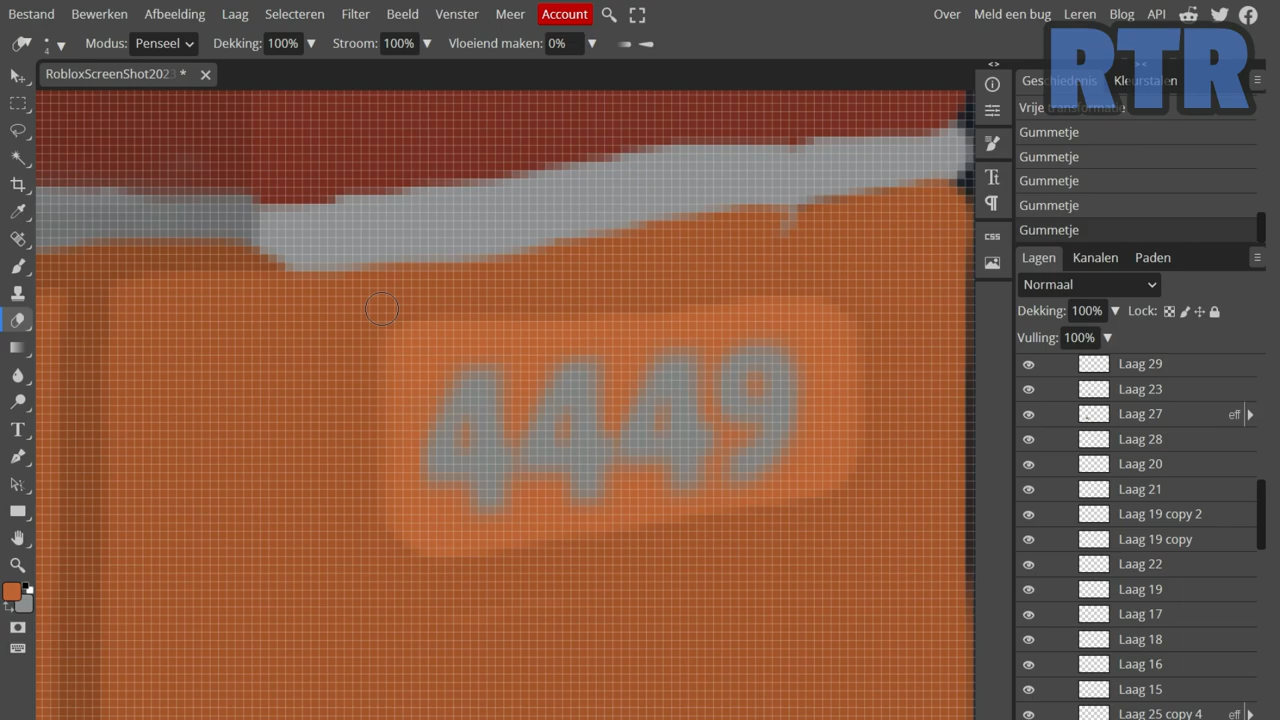 Bestand Bewerken Afbeelding Laag Selecteren Filter Beeld Venster Meer Account Over Meld een bug Leren Blog API
4 Modus: Penseel Dekking: 100% Stroom: 100% Vloeiend maken: 0%
RobloxScreenShot2023 *
RTR
Geschiedenis Kleurstalen
Vrije transformatie
Gummetje
Gummetje
Gummetje
Gummetje
Gummetje
Lagen Kanalen Paden
Normaal
Dekking: 100% Lock:
Vulling: 100%
Laag 29
Laag 23
Laag 27 eff
Laag 28
Laag 20
Laag 21
Laag 19 copy 2
Laag 19 copy
Laag 22
Laag 19
Laag 17
Laag 18
Laag 16
Laag 15
Laag 25 copy 4 eff
CSS
4449